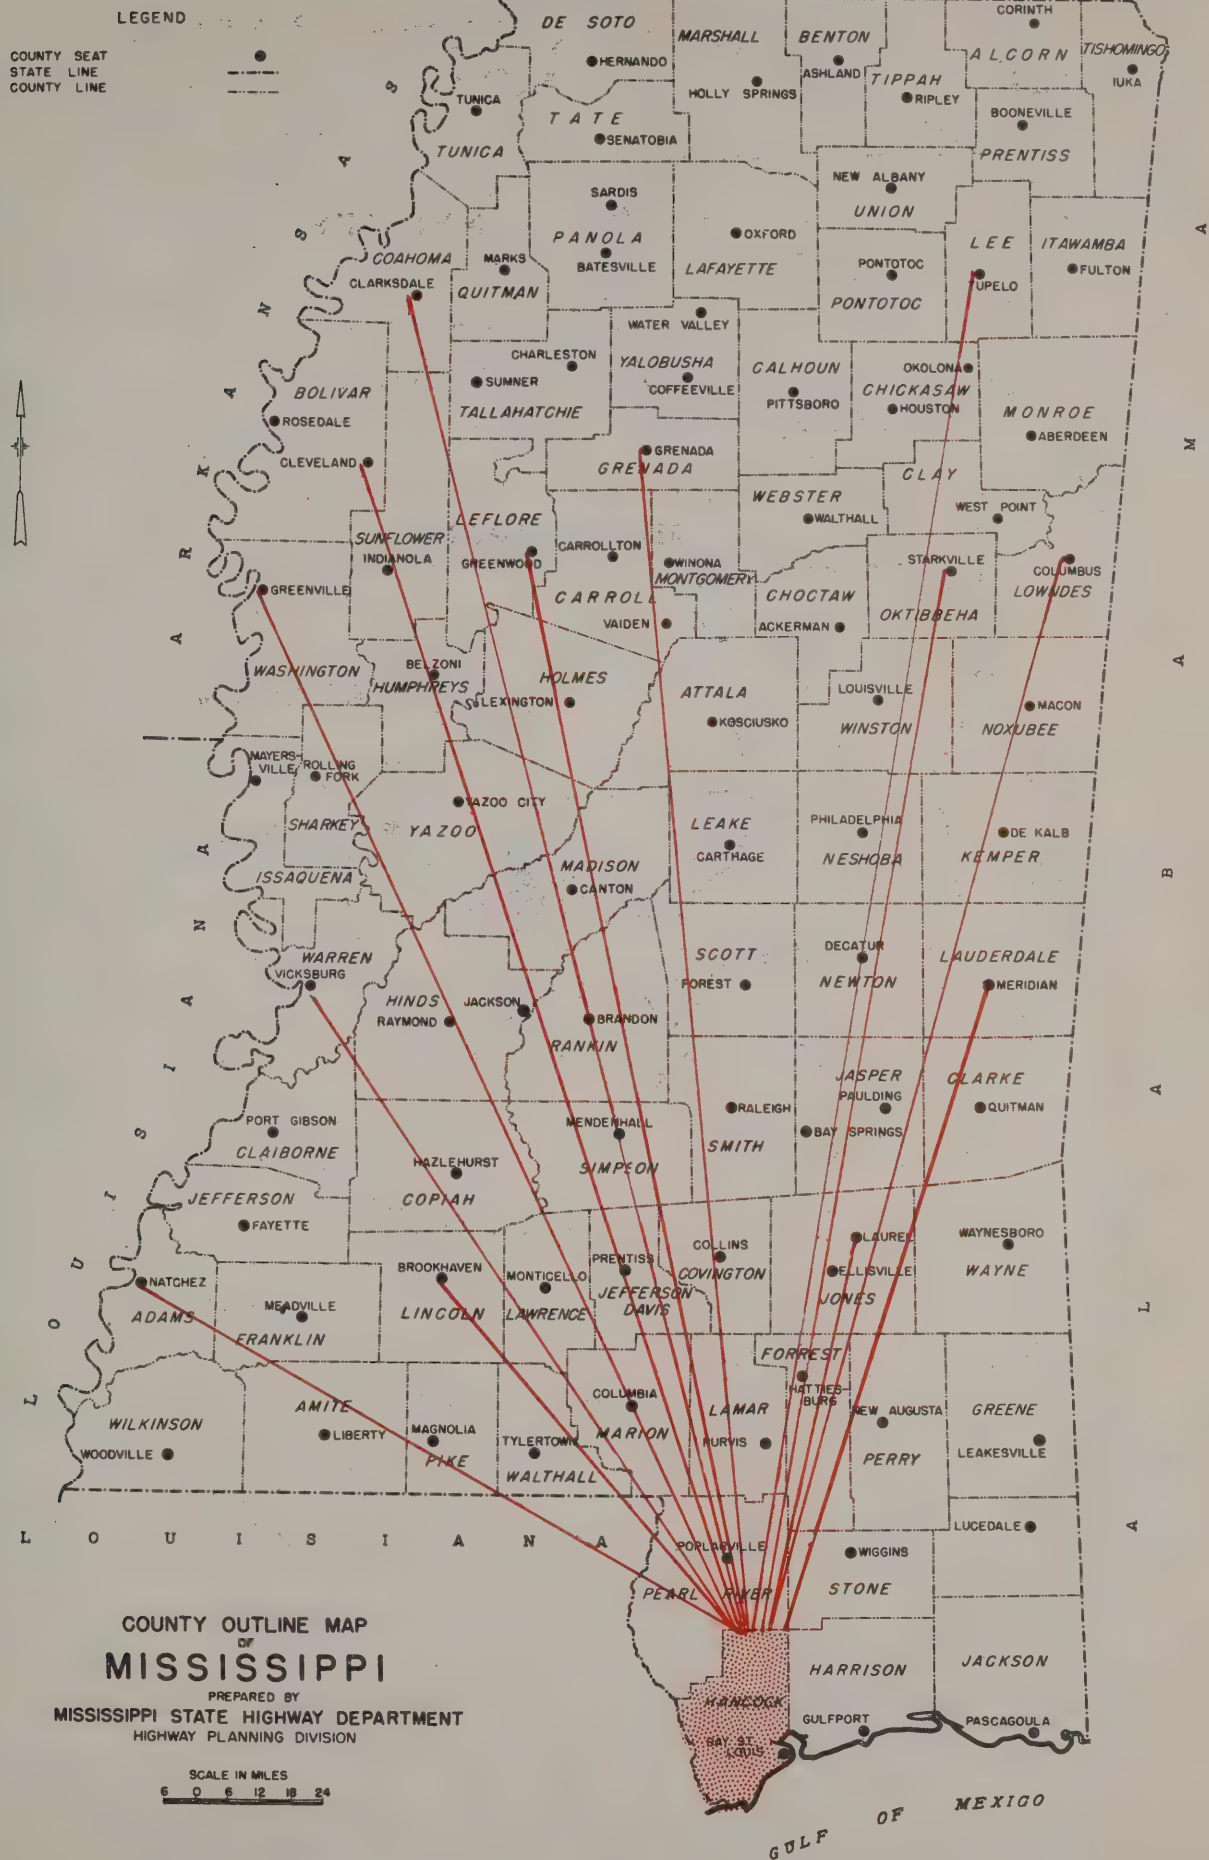 LEGEND
COUNTY SEAT
STATE LINE
COUNTY LINE
DE SOTO
HERNANDO
MARSHALL
HOLLY SPRINGS
BENTON
ASHLAND
TIPPAH
RIPLEY
CORINTH
ALCORN
TISHOMINGO
IUKA
TUNICA
TUNICA
TATE
SENATOBIA
BOONEVILLE
PRENTISS
SARDIS
PANOLA
BATESVILLE
OXFORD
LAFAYETTE
NEW ALBANY
UNION
PONTOTOC
PONTOTOC
LEE
TUPELO
ITAWAMBA
FULTON
COAHOMA
CLARKSDALE
MARKS
QUITMAN
WATER VALLEY
YALOBUSHA
COFFEEVILLE
CHARLESTON
SUMNER
TALLAHATCHIE
CALHOUN
PITTSBORO
OKOLONA
CHICKASAW
HOUSTON
MONROE
ABERDEEN
BOLIVAR
ROSEDALE
CLEVELAND
GRENADA
GRENADA
WEBSTER
WALTHALL
CLAY
WEST POINT
SUNFLOWER
INDIANOLA
LEFLORE
GREENWOOD
CARROLLTON
CARROLL
VAIDEN
WINONA
MONTGOMERY
CHOCTAW
ACKERMAN
STARKVILLE
OKTIBBEHA
COLUMBUS
LOWNDES
GREENVILLE
WASHINGTON
BELZONI
HUMPHREYS
HOLMES
LEXINGTON
ATTALA
KOSCIUSKO
LOUISVILLE
WINSTON
MACON
NOXUBEE
MAYERS-
VILLE
ROLLING
FORK
SHARKEY
ISSAQUENA
YAZOO CITY
YAZOO
MADISON
CANTON
LEAKE
CARTHAGE
PHILADELPHIA
NESHOBA
DE KALB
KEMPER
WARREN
VICKSBURG
HINDS
RAYMOND
JACKSON
BRANDON
RANKIN
SCOTT
FOREST
DECATUR
NEWTON
LAUDERDALE
MERIDIAN
PORT GIBSON
CLAIBORNE
HAZLEHURST
COPIAH
MENDENHALL
SIMPSON
RALEIGH
SMITH
JASPER
PAULDING
BAY SPRINGS
CLARKE
QUITMAN
JEFFERSON
FAYETTE
NATCHEZ
ADAMS
MEADVILLE
FRANKLIN
BROOKHAVEN
LINCOLN
MONTICELLO
LAWRENCE
PRENTISS
JEFFERSON
DAVIS
COLLINS
COVINGTON
LAUREL
ELLISVILLE
JONES
WAYNESBORO
WAYNE
WILKINSON
WOODVILLE
AMITE
LIBERTY
MAGNOLIA
PIKE
TYLERTOWN
WALTHALL
COLUMBIA
MARION
LAMAR
PURVIS
FORREST
HATTIES-
BURG
NEW AUGUSTA
PERRY
GREENE
LEAKESVILLE
POPLARVILLE
PEARL RIVER
WIGGINS
STONE
LUCEDALE
HANCOCK
BAY ST.
LOUIS
HARRISON
GULFPORT
JACKSON
PASCAGOULA
ARKANSAS
LOUISIANA
LOUISIANA
ALABAMA
GULF OF MEXICO
COUNTY OUTLINE MAP
OF
MISSISSIPPI
PREPARED BY
MISSISSIPPI STATE HIGHWAY DEPARTMENT
HIGHWAY PLANNING DIVISION
SCALE IN MILES
6 0 6 12 18 24